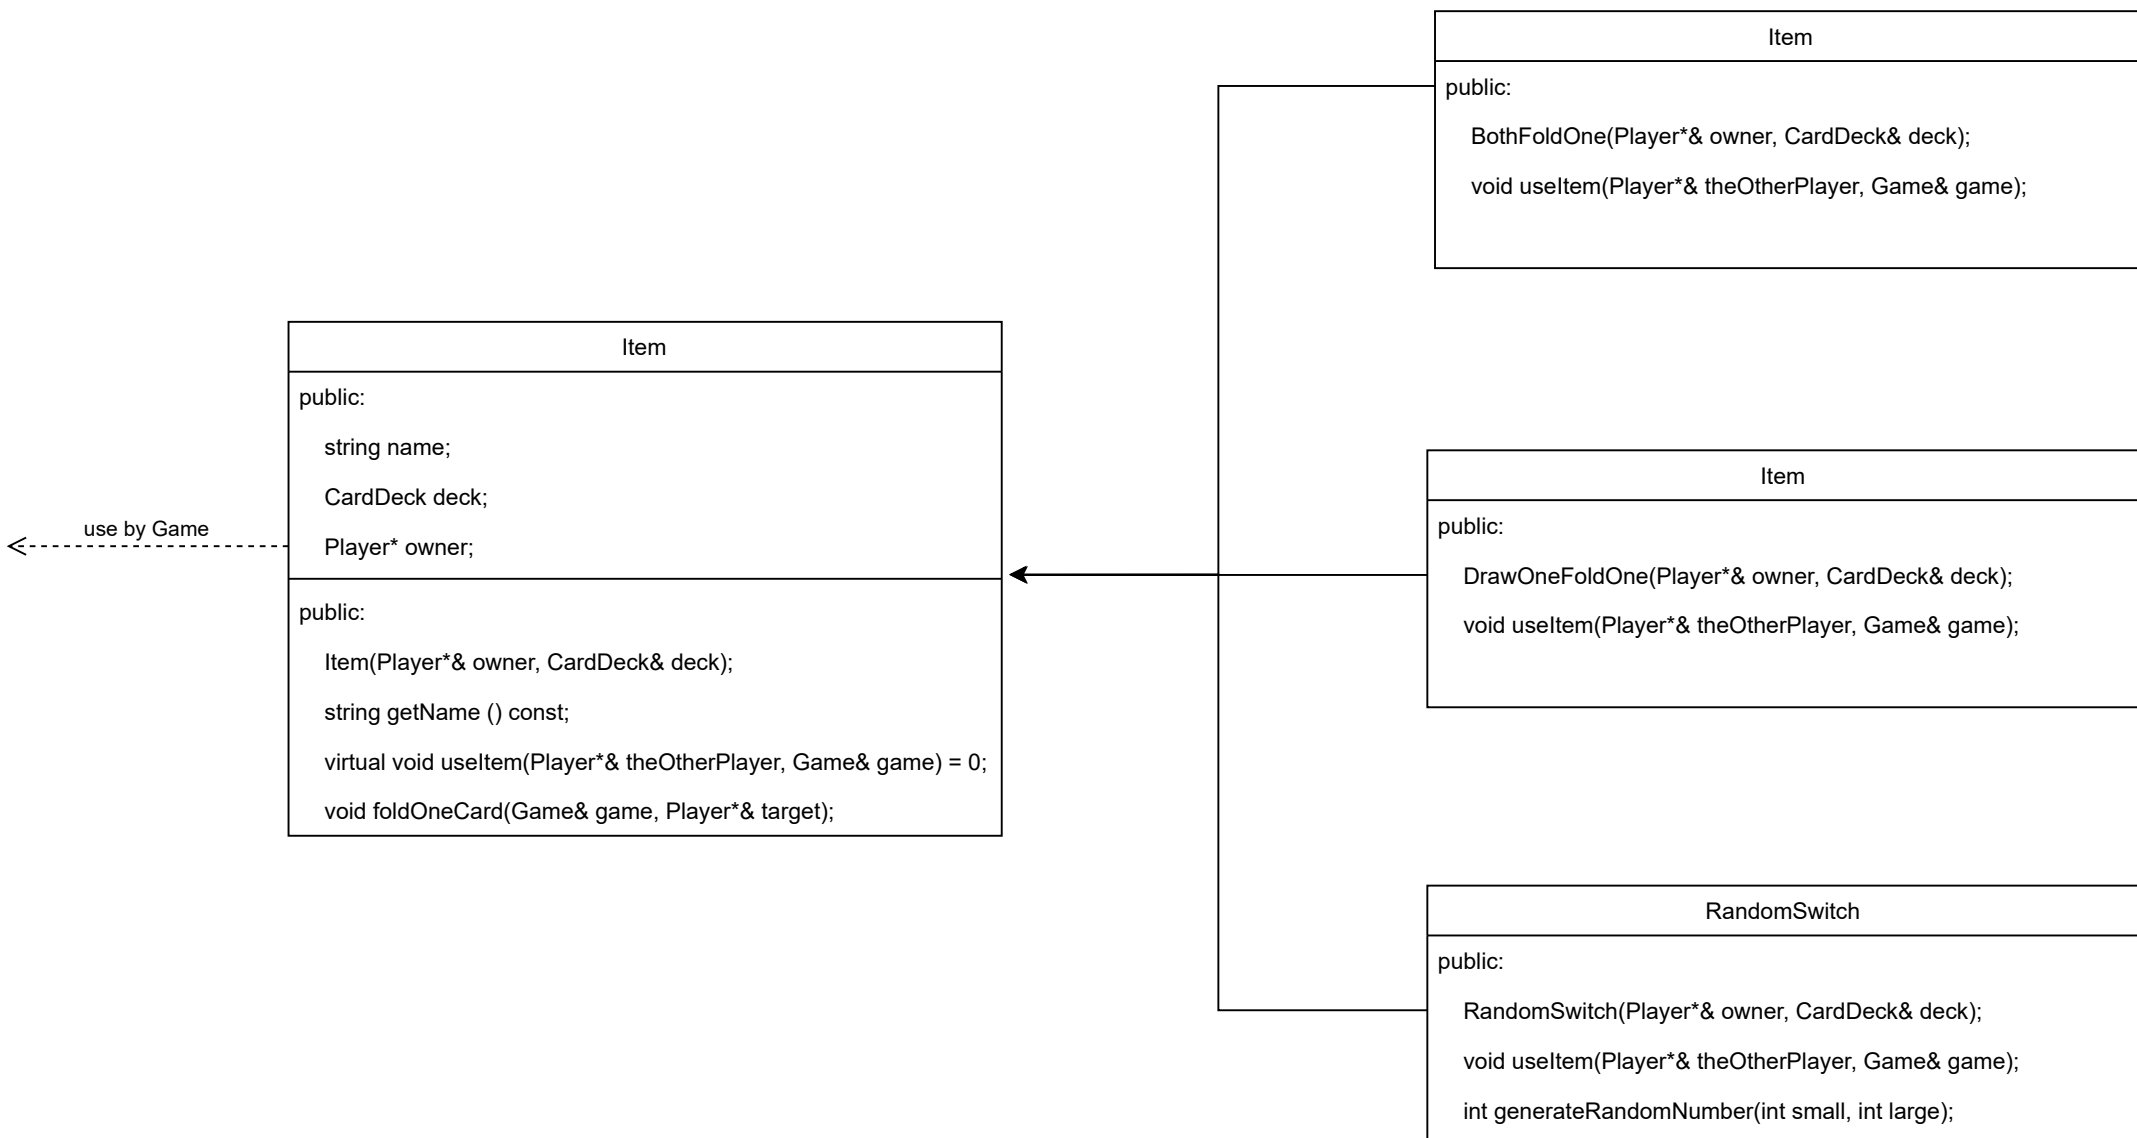 Item
public:
BothFoldOne(Player*& owner, CardDeck& deck);
void useItem(Player*& theOtherPlayer, Game& game);
Item
public:
string name;
CardDeck deck;
Player* owner;
public:
Item(Player*& owner, CardDeck& deck);
string getName () const;
virtual void useItem(Player*& theOtherPlayer, Game& game) = 0;
void foldOneCard(Game& game, Player*& target);
use by Game
Item
public:
DrawOneFoldOne(Player*& owner, CardDeck& deck);
void useItem(Player*& theOtherPlayer, Game& game);
RandomSwitch
public:
RandomSwitch(Player*& owner, CardDeck& deck);
void useItem(Player*& theOtherPlayer, Game& game);
int generateRandomNumber(int small, int large);